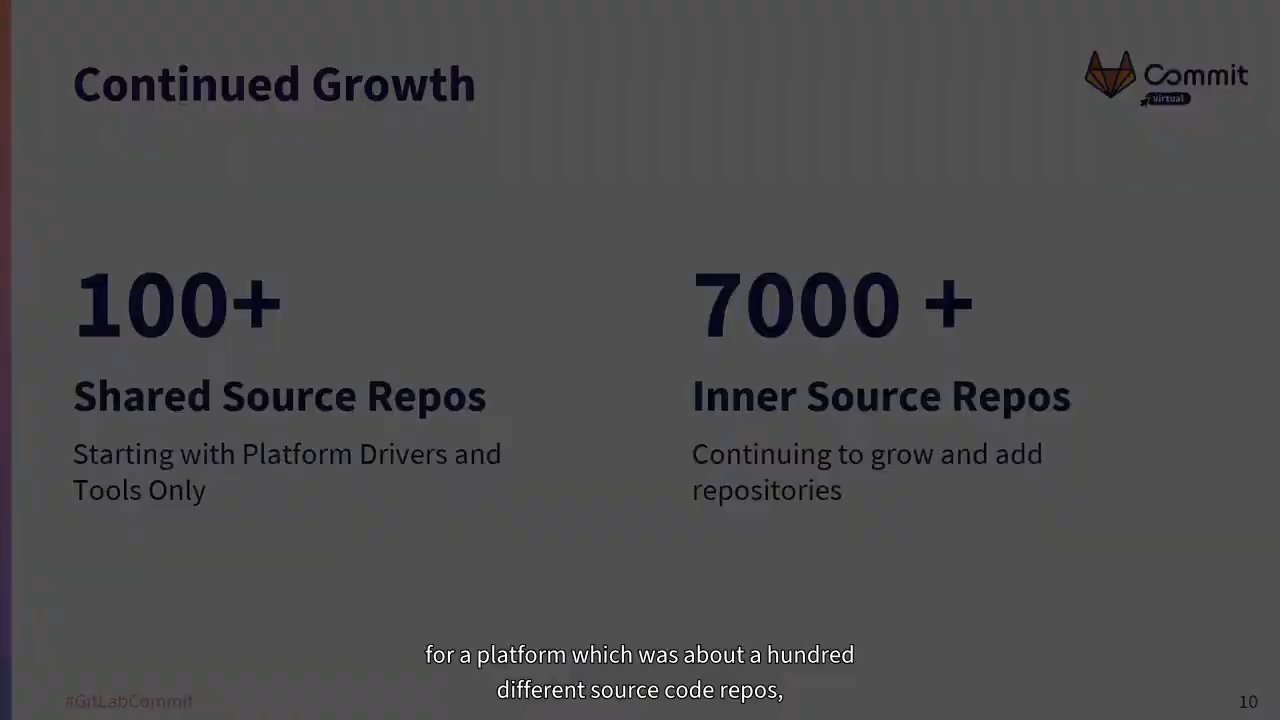 Continued Growth
Commit
virtual
100+
Shared Source Repos
Starting with Platform Drivers and
Tools Only
7000 +
Inner Source Repos
Continuing to grow and add
repositories
for a platform which was about a hundred
different source code repos,
#GitLabCommit
10